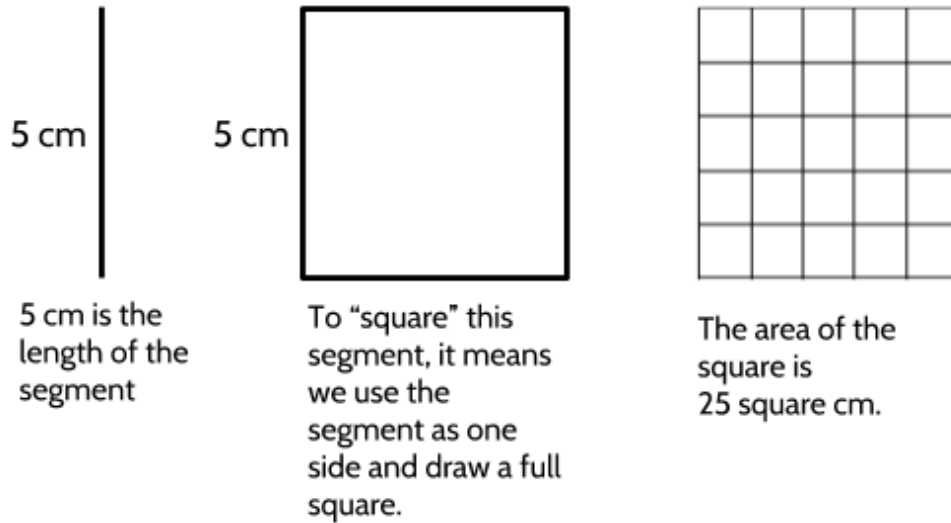 5 cm
5 cm
5 cm is the
length of the
segment
To “square” this
segment, it means
we use the
segment as one
side and draw a full
square.
The area of the
square is
25 square cm.